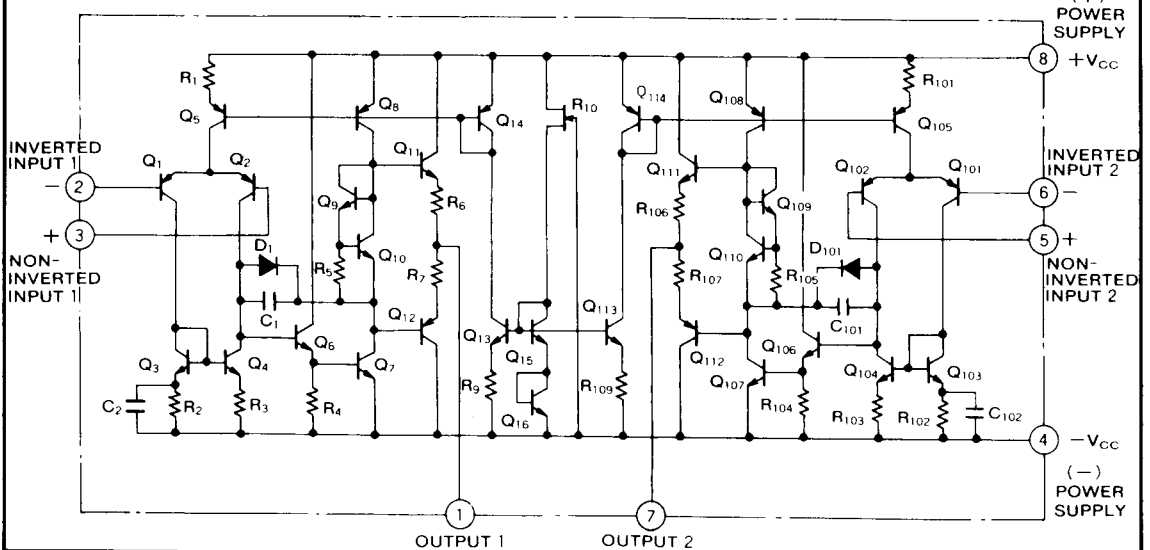 (+)
POWER
SUPPLY
8
+VCC
R1
Q5
Q8
Q14
R10
Q114
Q108
R101
Q105
INVERTED
INPUT 1
Q1
Q2
Q11
Q111
Q102
Q101
INVERTED
INPUT 2
− 2
6 −
Q9
R6
R106
Q109
+ 3
5 +
NON-
INVERTED
INPUT 1
D1
R5
Q10
R7
R107
Q110
R105
D101
NON-
INVERTED
INPUT 2
C1
Q6
Q12
Q13
Q15
Q113
Q112
Q106
C101
Q3
Q4
Q7
Q107
Q104
Q103
C2
R2
R3
R4
R9
Q16
R109
R104
R103
R102
C102
4
−VCC
(−)
POWER
SUPPLY
1
7
OUTPUT 1
OUTPUT 2